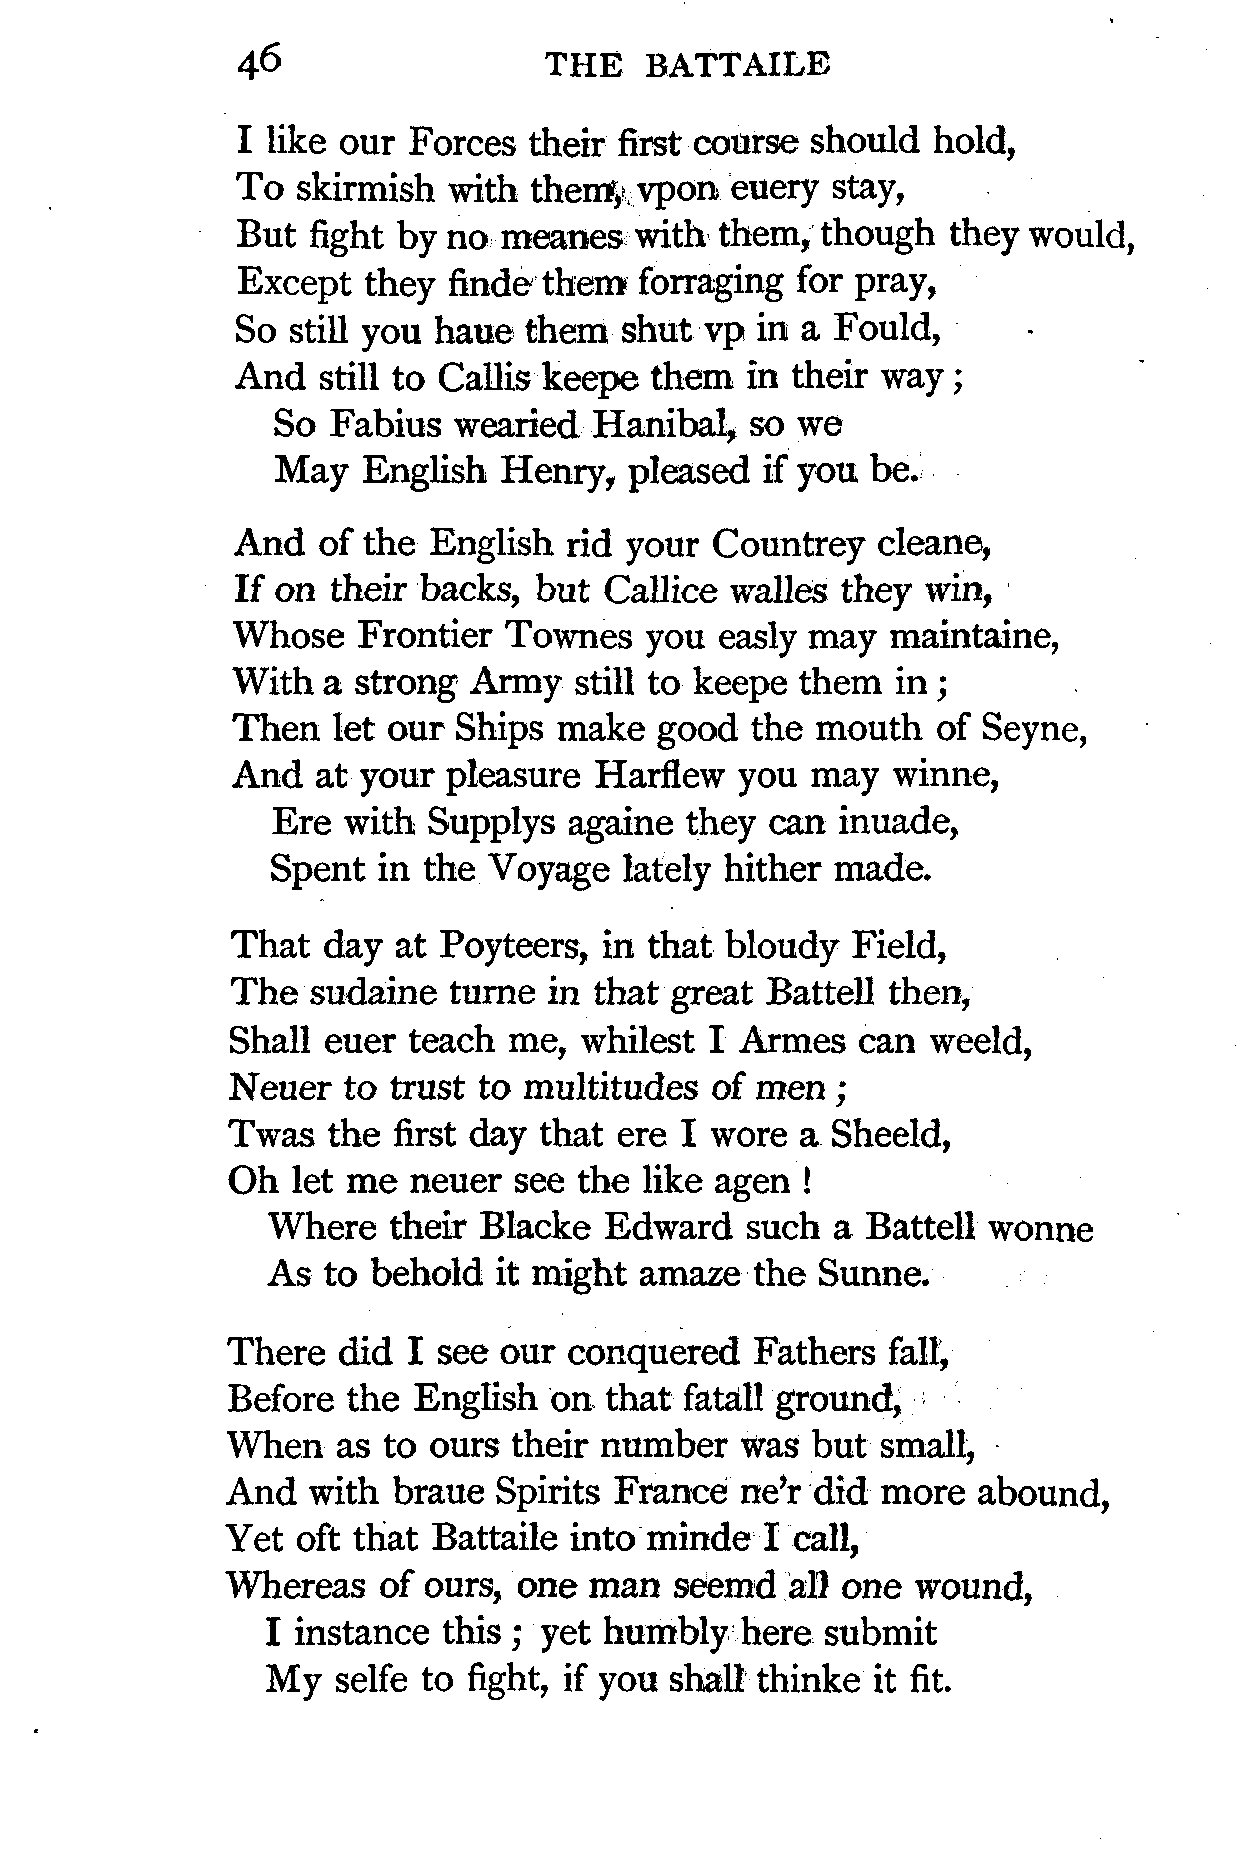 46 THE BATTAILE
I like our Forces their first course should hold,
To skirmish with them, vpon euery stay,
But fight by no meanes with them, though they would,
Except they finde them forraging for pray,
So still you haue them shut vp in a Fould,
And still to Callis keepe them in their way ;
So Fabius wearied Hanibal, so we
May English Henry, pleased if you be.
And of the English rid your Countrey cleane,
If on their backs, but Callice walles they win,
Whose Frontier Townes you easly may maintaine,
With a strong Army still to keepe them in ;
Then let our Ships make good the mouth of Seyne,
And at your pleasure Harflew you may winne,
Ere with Supplys againe they can inuade,
Spent in the Voyage lately hither made.
That day at Poyteers, in that bloudy Field,
The sudaine turne in that great Battell then,
Shall euer teach me, whilest I Armes can weeld,
Neuer to trust to multitudes of men ;
Twas the first day that ere I wore a Sheeld,
Oh let me neuer see the like agen !
Where their Blacke Edward such a Battell wonne
As to behold it might amaze the Sunne.
There did I see our conquered Fathers fall,
Before the English on that fatall ground,
When as to ours their number was but small,
And with braue Spirits France ne'r did more abound,
Yet oft that Battaile into minde I call,
Whereas of ours, one man seemd all one wound,
I instance this ; yet humbly here submit
My selfe to fight, if you shall thinke it fit.